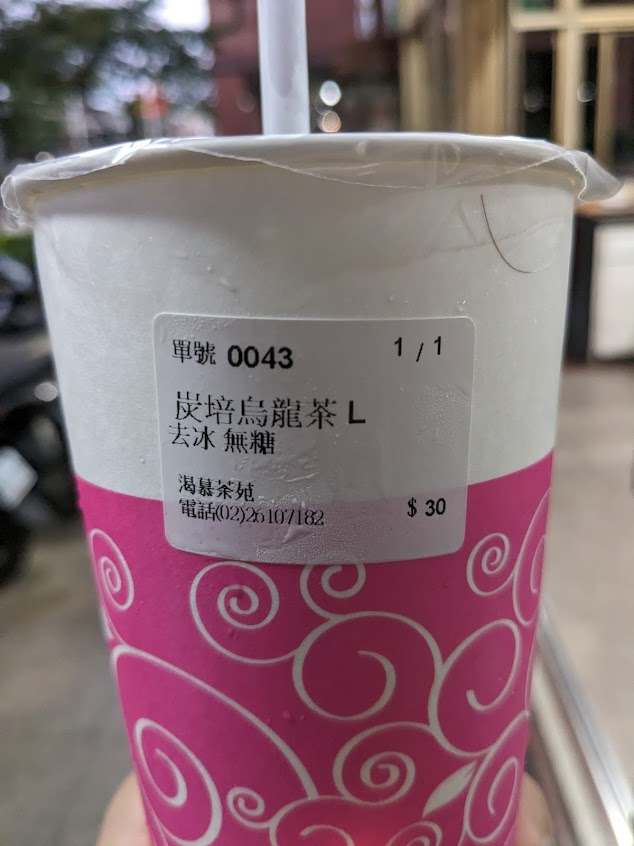 單號 0043 1 / 1
炭培烏龍茶 L
去冰 無糖
渴慕茶苑
電話(02)26107182 $ 30